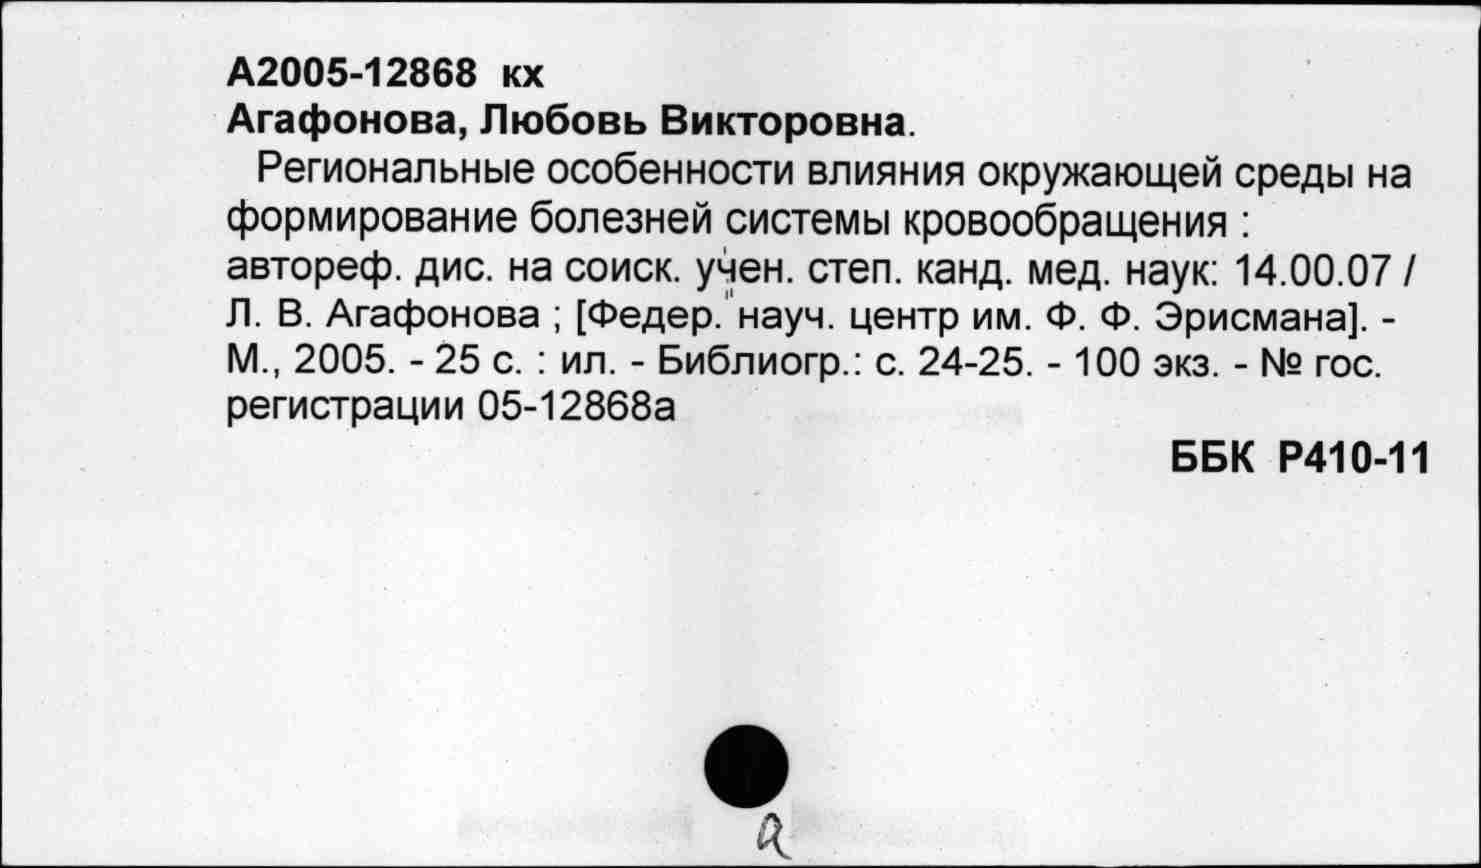 А2005-12868 кх
Агафонова, Любовь Викторовна.
Региональные особенности влияния окружающей среды на
формирование болезней системы кровообращения :
автореф. дис. на соиск. учен. степ. канд. мед. наук: 14.00.07 /
Л. В. Агафонова ; [Федер. науч. центр им. Ф. Ф. Эрисмана]. -
М., 2005. - 25 с. : ил. - Библиогр.: с. 24-25. - 100 экз. - № гос.
регистрации 05-12868а
ББК Р410-11
а